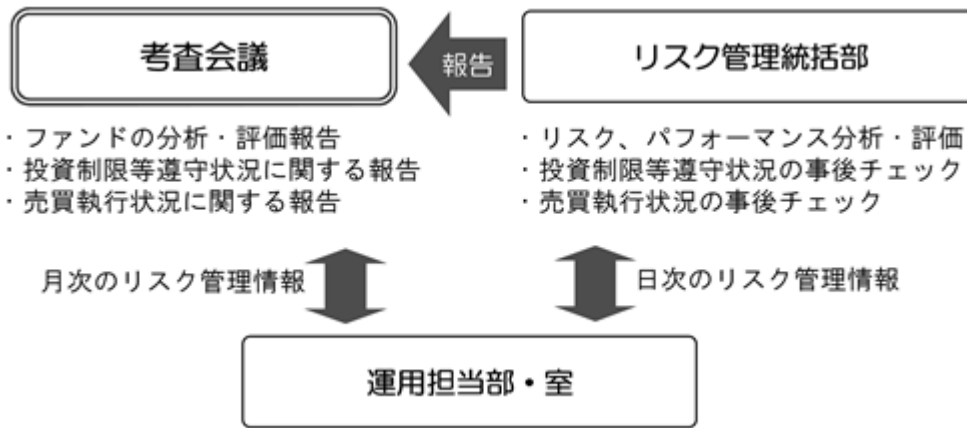 考査会議
報告
リスク管理統括部
・ファンドの分析・評価報告
・投資制限等遵守状況に関する報告
・売買執行状況に関する報告
・リスク、パフォーマンス分析・評価
・投資制限等遵守状況の事後チェック
・売買執行状況の事後チェック
月次のリスク管理情報
日次のリスク管理情報
運用担当部・室